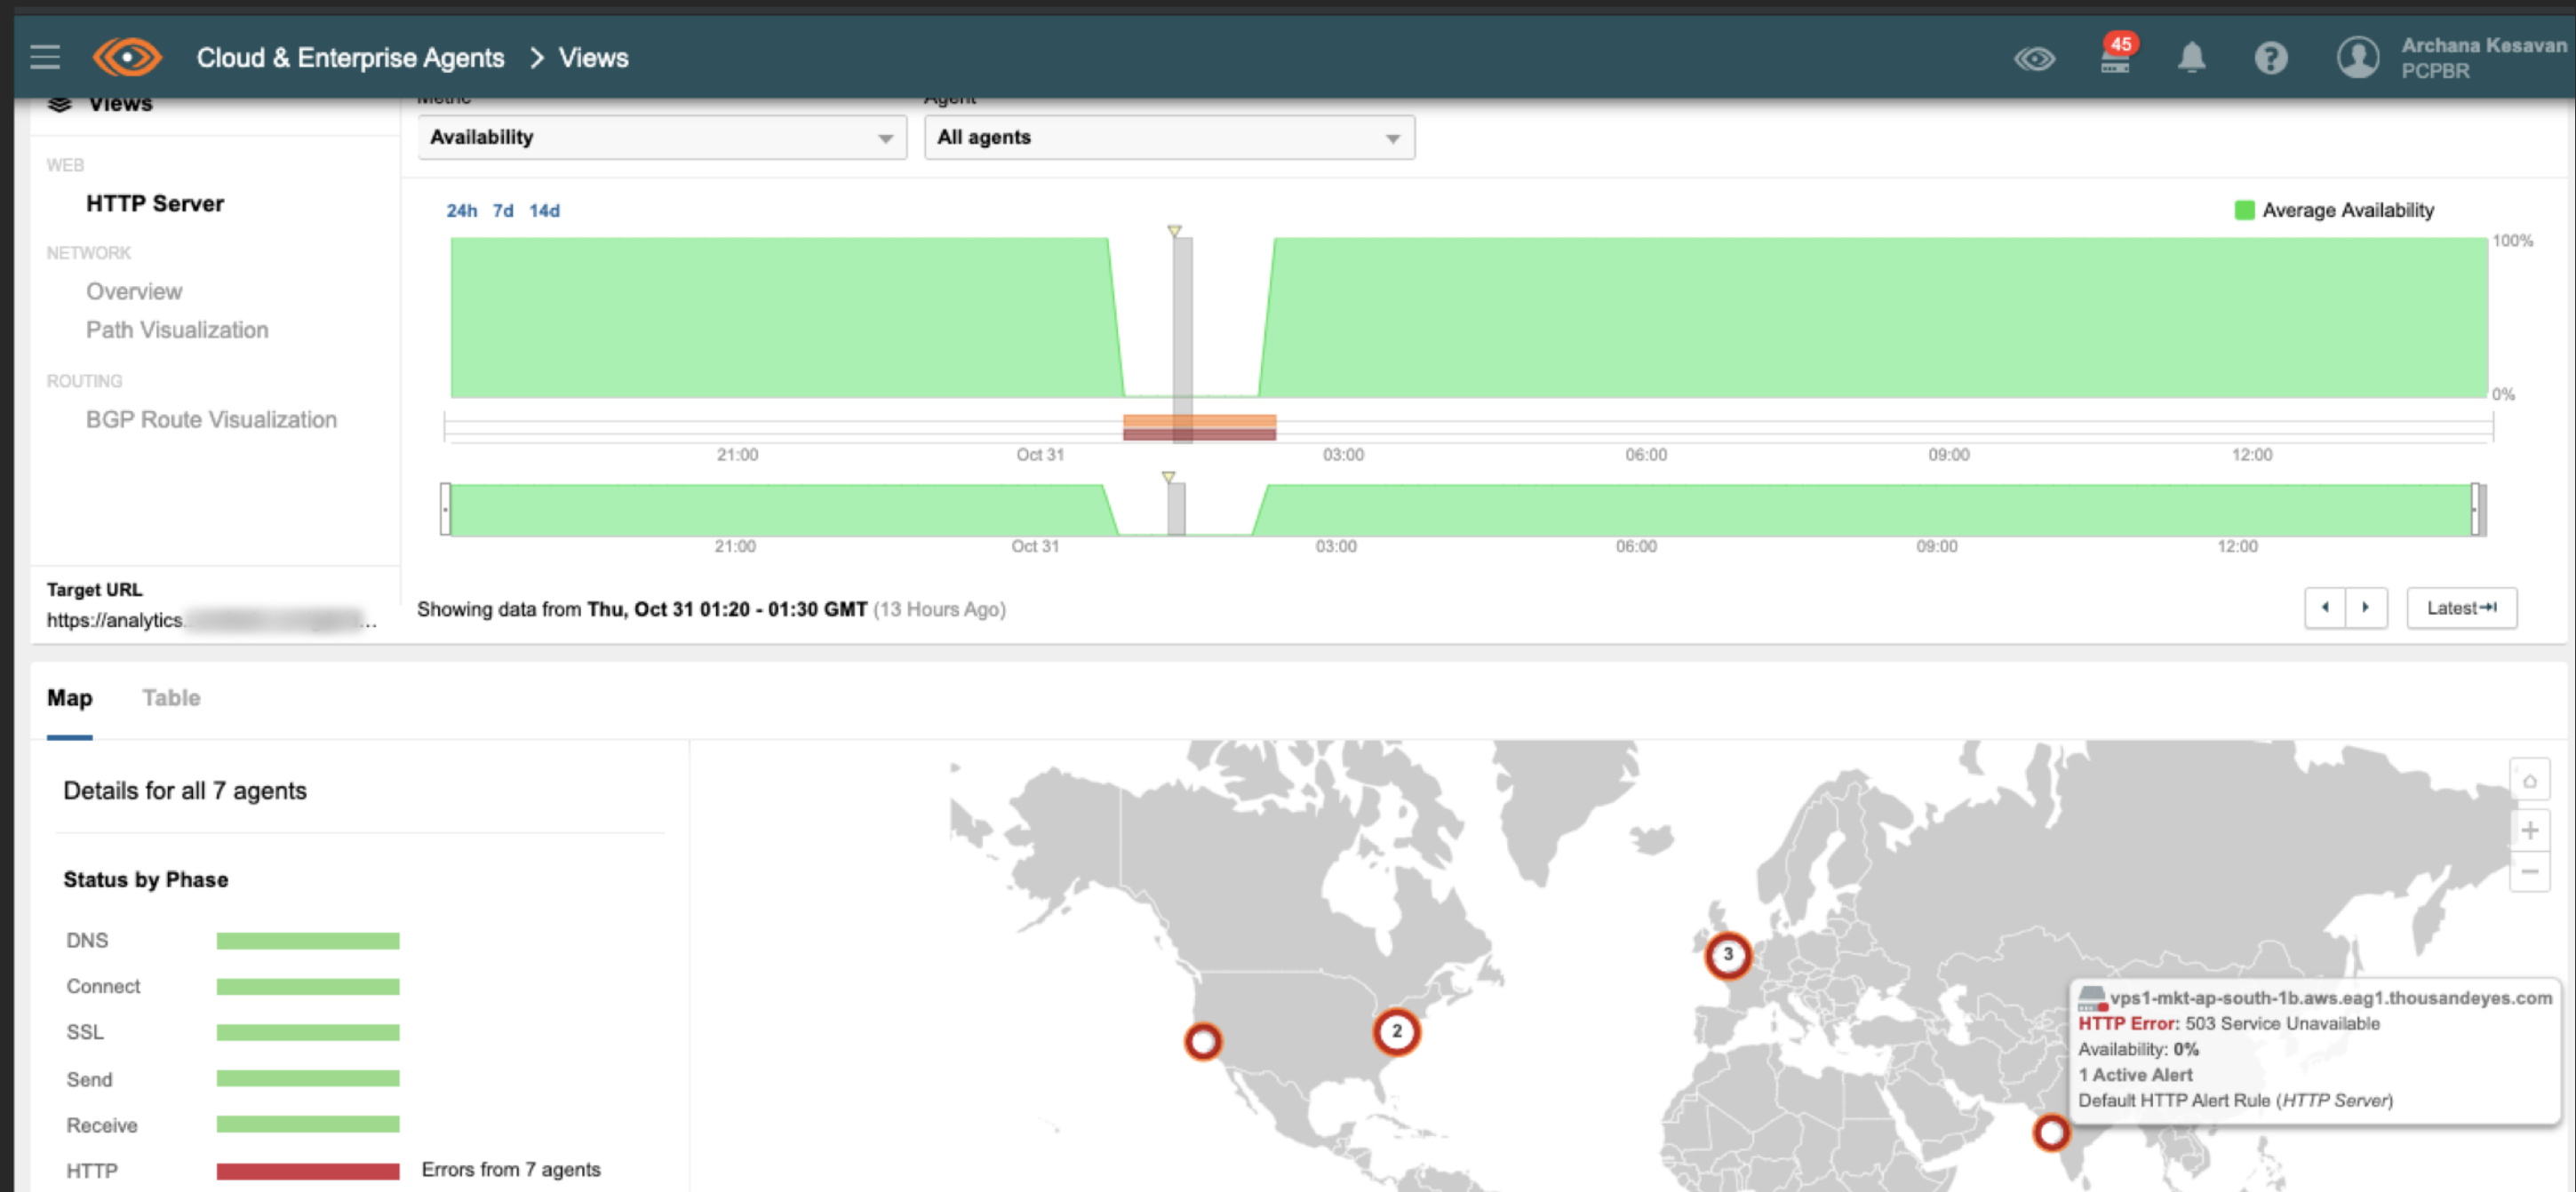 Cloud & Enterprise Agents > Views
45
Archana Kesavan
PCPBR
Views
Metric
Agent
Availability
All agents
WEB
HTTP Server
NETWORK
Overview
Path Visualization
ROUTING
BGP Route Visualization
Target URL
https://analytics.
...
24h 7d 14d
Average Availability
100%
0%
21:00 Oct 31 03:00 06:00 09:00 12:00
21:00 Oct 31 03:00 06:00 09:00 12:00
Showing data from Thu, Oct 31 01:20 - 01:30 GMT (13 Hours Ago)
Latest
Map Table
Details for all 7 agents
Status by Phase
DNS
Connect
SSL
Send
Receive
HTTP Errors from 7 agents
3
2
vps1-mkt-ap-south-1b.aws.eag1.thousandeyes.com
HTTP Error: 503 Service Unavailable
Availability: 0%
1 Active Alert
Default HTTP Alert Rule (HTTP Server)